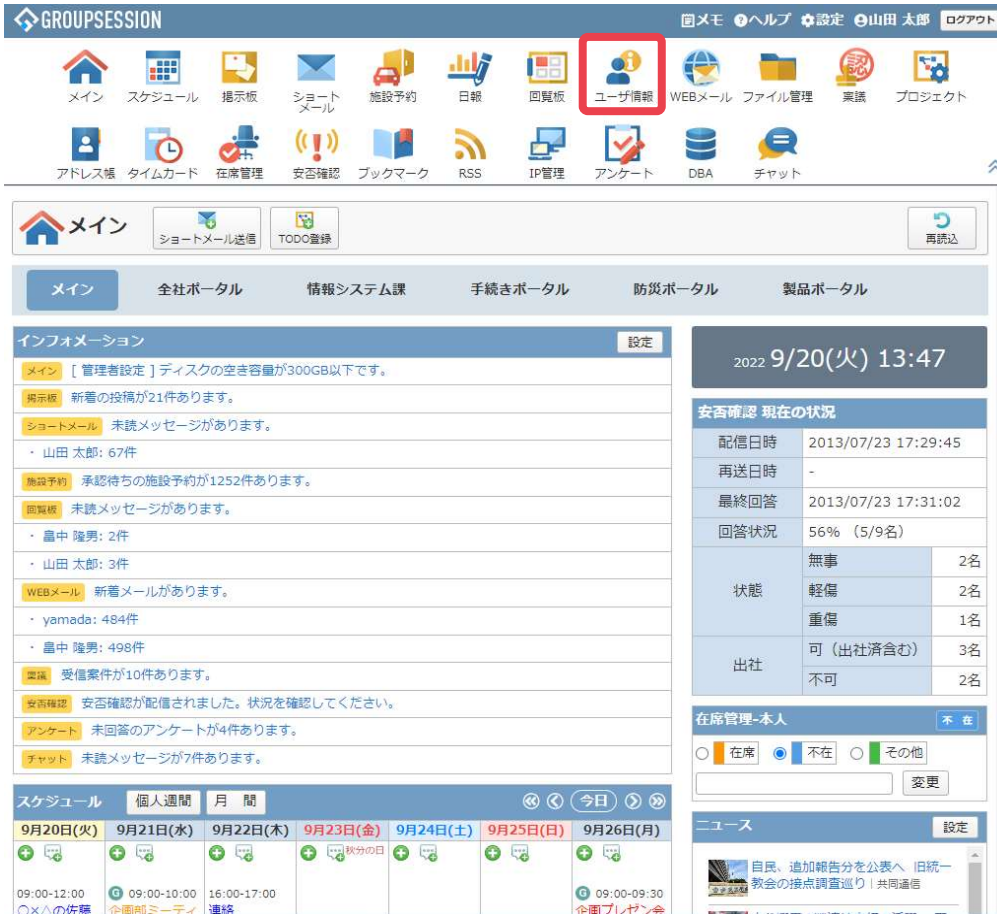 GROUPSESSION
メモ ヘルプ 設定 山田 太郎 ログアウト
メイン スケジュール 掲示板 ショートメール 施設予約 日報 回覧板 ユーザ情報 WEBメール ファイル管理 稟議 プロジェクト
アドレス帳 タイムカード 在席管理 安否確認 ブックマーク RSS IP管理 アンケート DBA チャット
メイン ショートメール送信 TODO登録 再読込
メイン 全社ポータル 情報システム課 手続きポータル 防災ポータル 製品ポータル
インフォメーション 設定
メイン [ 管理者設定 ] ディスクの空き容量が300GB以下です。
掲示板 新着の投稿が21件あります。
ショートメール 未読メッセージがあります。
・ 山田 太郎: 67件
施設予約 承認待ちの施設予約が1252件あります。
回覧板 未読メッセージがあります。
・ 畠中 隆男: 2件
・ 山田 太郎: 3件
WEBメール 新着メールがあります。
・ yamada: 484件
・ 畠中 隆男: 498件
稟議 受信案件が10件あります。
安否確認 安否確認が配信されました。状況を確認してください。
アンケート 未回答のアンケートが4件あります。
チャット 未読メッセージが7件あります。
スケジュール 個人週間 月 間 今日
9月20日(火) 9月21日(水) 9月22日(木) 9月23日(金) 9月24日(土) 9月25日(日) 9月26日(月)
秋分の日
09:00-12:00 G 09:00-10:00 16:00-17:00 G 09:00-09:30
○×△の佐藤 企画部ミーティ 連絡 企画プレゼン会
2022 9/20(火) 13:47
安否確認 現在の状況
配信日時 2013/07/23 17:29:45
再送日時 -
最終回答 2013/07/23 17:31:02
回答状況 56% (5/9名)
状態 無事 2名
軽傷 2名
重傷 1名
出社 可（出社済含む） 3名
不可 2名
在席管理-本人 不 在
在席 不在 その他
変更
ニュース 設定
自民、追加報告分を公表へ 旧統一
教会の接点調査巡り | 共同通信